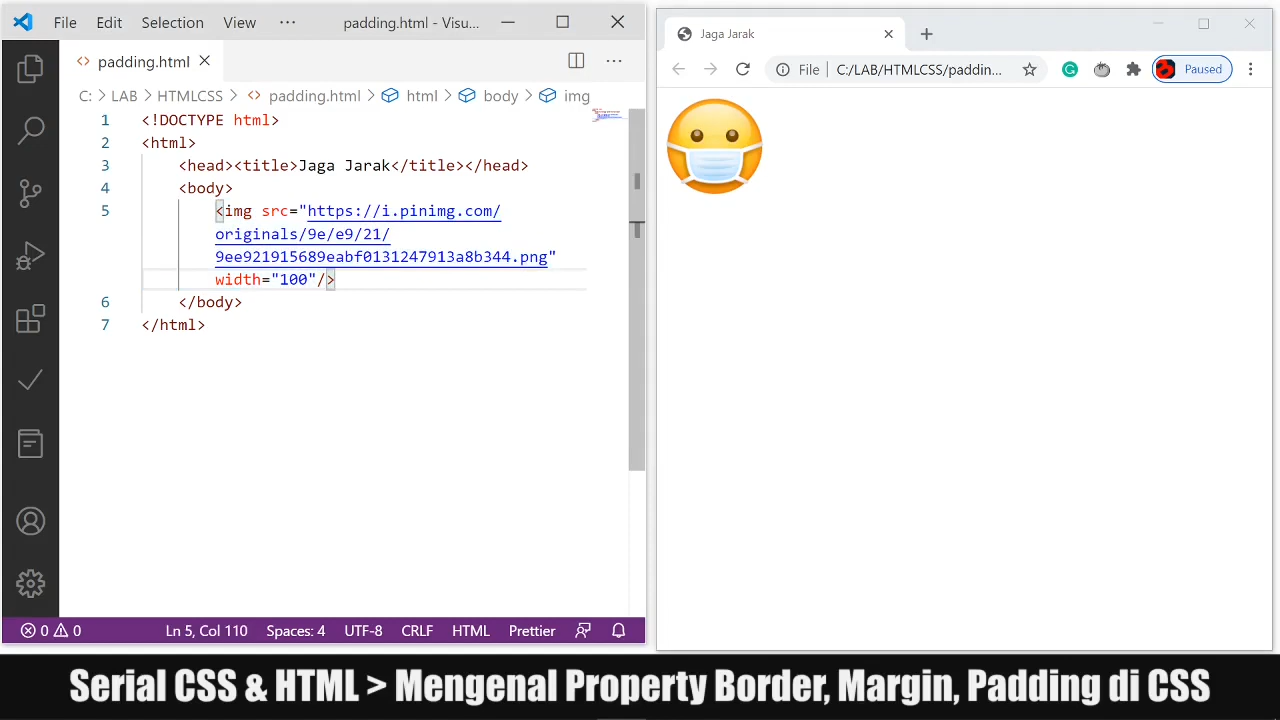 File Edit Selection View ··· padding.html - Visu...
padding.html
C: > LAB > HTMLCSS > padding.html > html > body > img
1 <!DOCTYPE html>
2 <html>
3 <head><title>Jaga Jarak</title></head>
4 <body>
5 <img src="https://i.pinimg.com/
originals/9e/e9/21/
9ee921915689eabf0131247913a8b344.png"
width="100"/>
6 </body>
7 </html>
0 0 Ln 5, Col 110 Spaces: 4 UTF-8 CRLF HTML Prettier
Jaga Jarak
File C:/LAB/HTMLCSS/paddin... Paused
Serial CSS & HTML > Mengenal Property Border, Margin, Padding di CSS